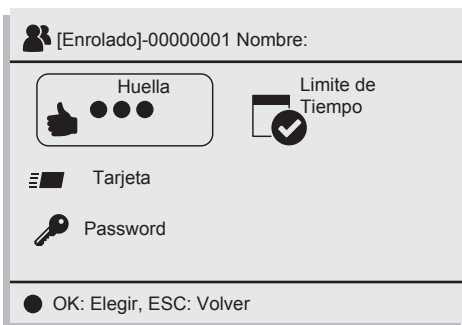 [Enrolado]-00000001 Nombre:
Huella
Limite de
Tiempo
Tarjeta
Password
OK: Elegir, ESC: Volver